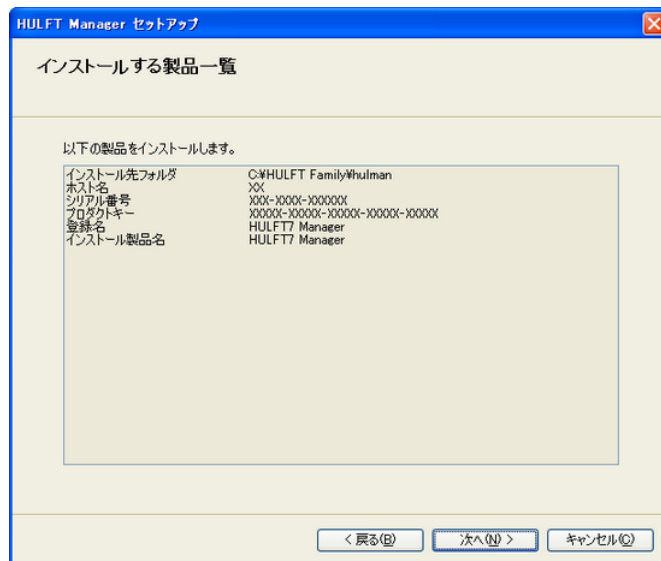 HULFT Manager セットアップ
インストールする製品一覧
以下の製品をインストールします。
インストール先フォルダ C:¥HULFT Family¥hulman
ホスト名 XX
シリアル番号 XXX-XXXX-XXXXXX
プロダクトキー XXXXX-XXXXX-XXXXX-XXXXX-XXXXX
登録名 HULFT7 Manager
インストール製品名 HULFT7 Manager
< 戻る(B) 次へ(N) > キャンセル(C)